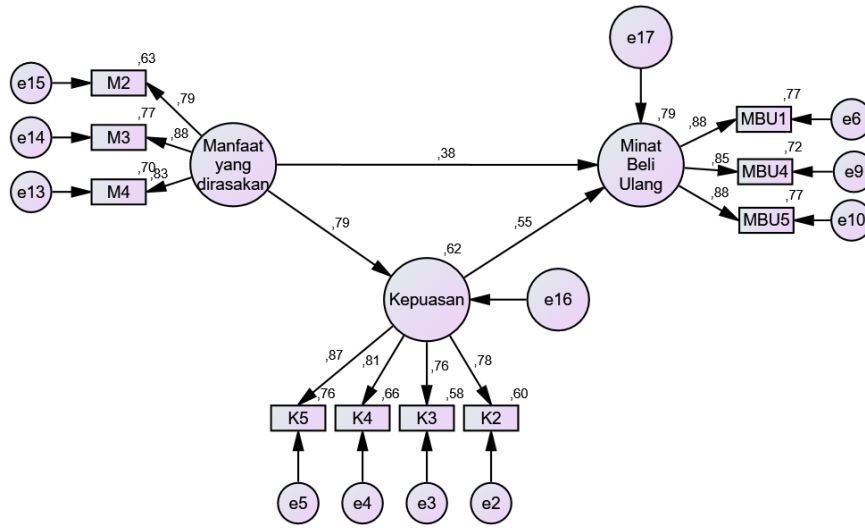 e17
,63
e15
M2
,79
,77
e14
M3
,88
,70
,83
e13
M4
Manfaat
yang
dirasakan
,38
,79
Minat
Beli
Ulang
,88
,77
MBU1
e6
,85
,72
MBU4
e9
,88
,77
MBU5
e10
,79
,55
,62
Kepuasan
e16
,87
,81
,76
,78
,76
,66
,58
,60
K5
K4
K3
K2
e5
e4
e3
e2